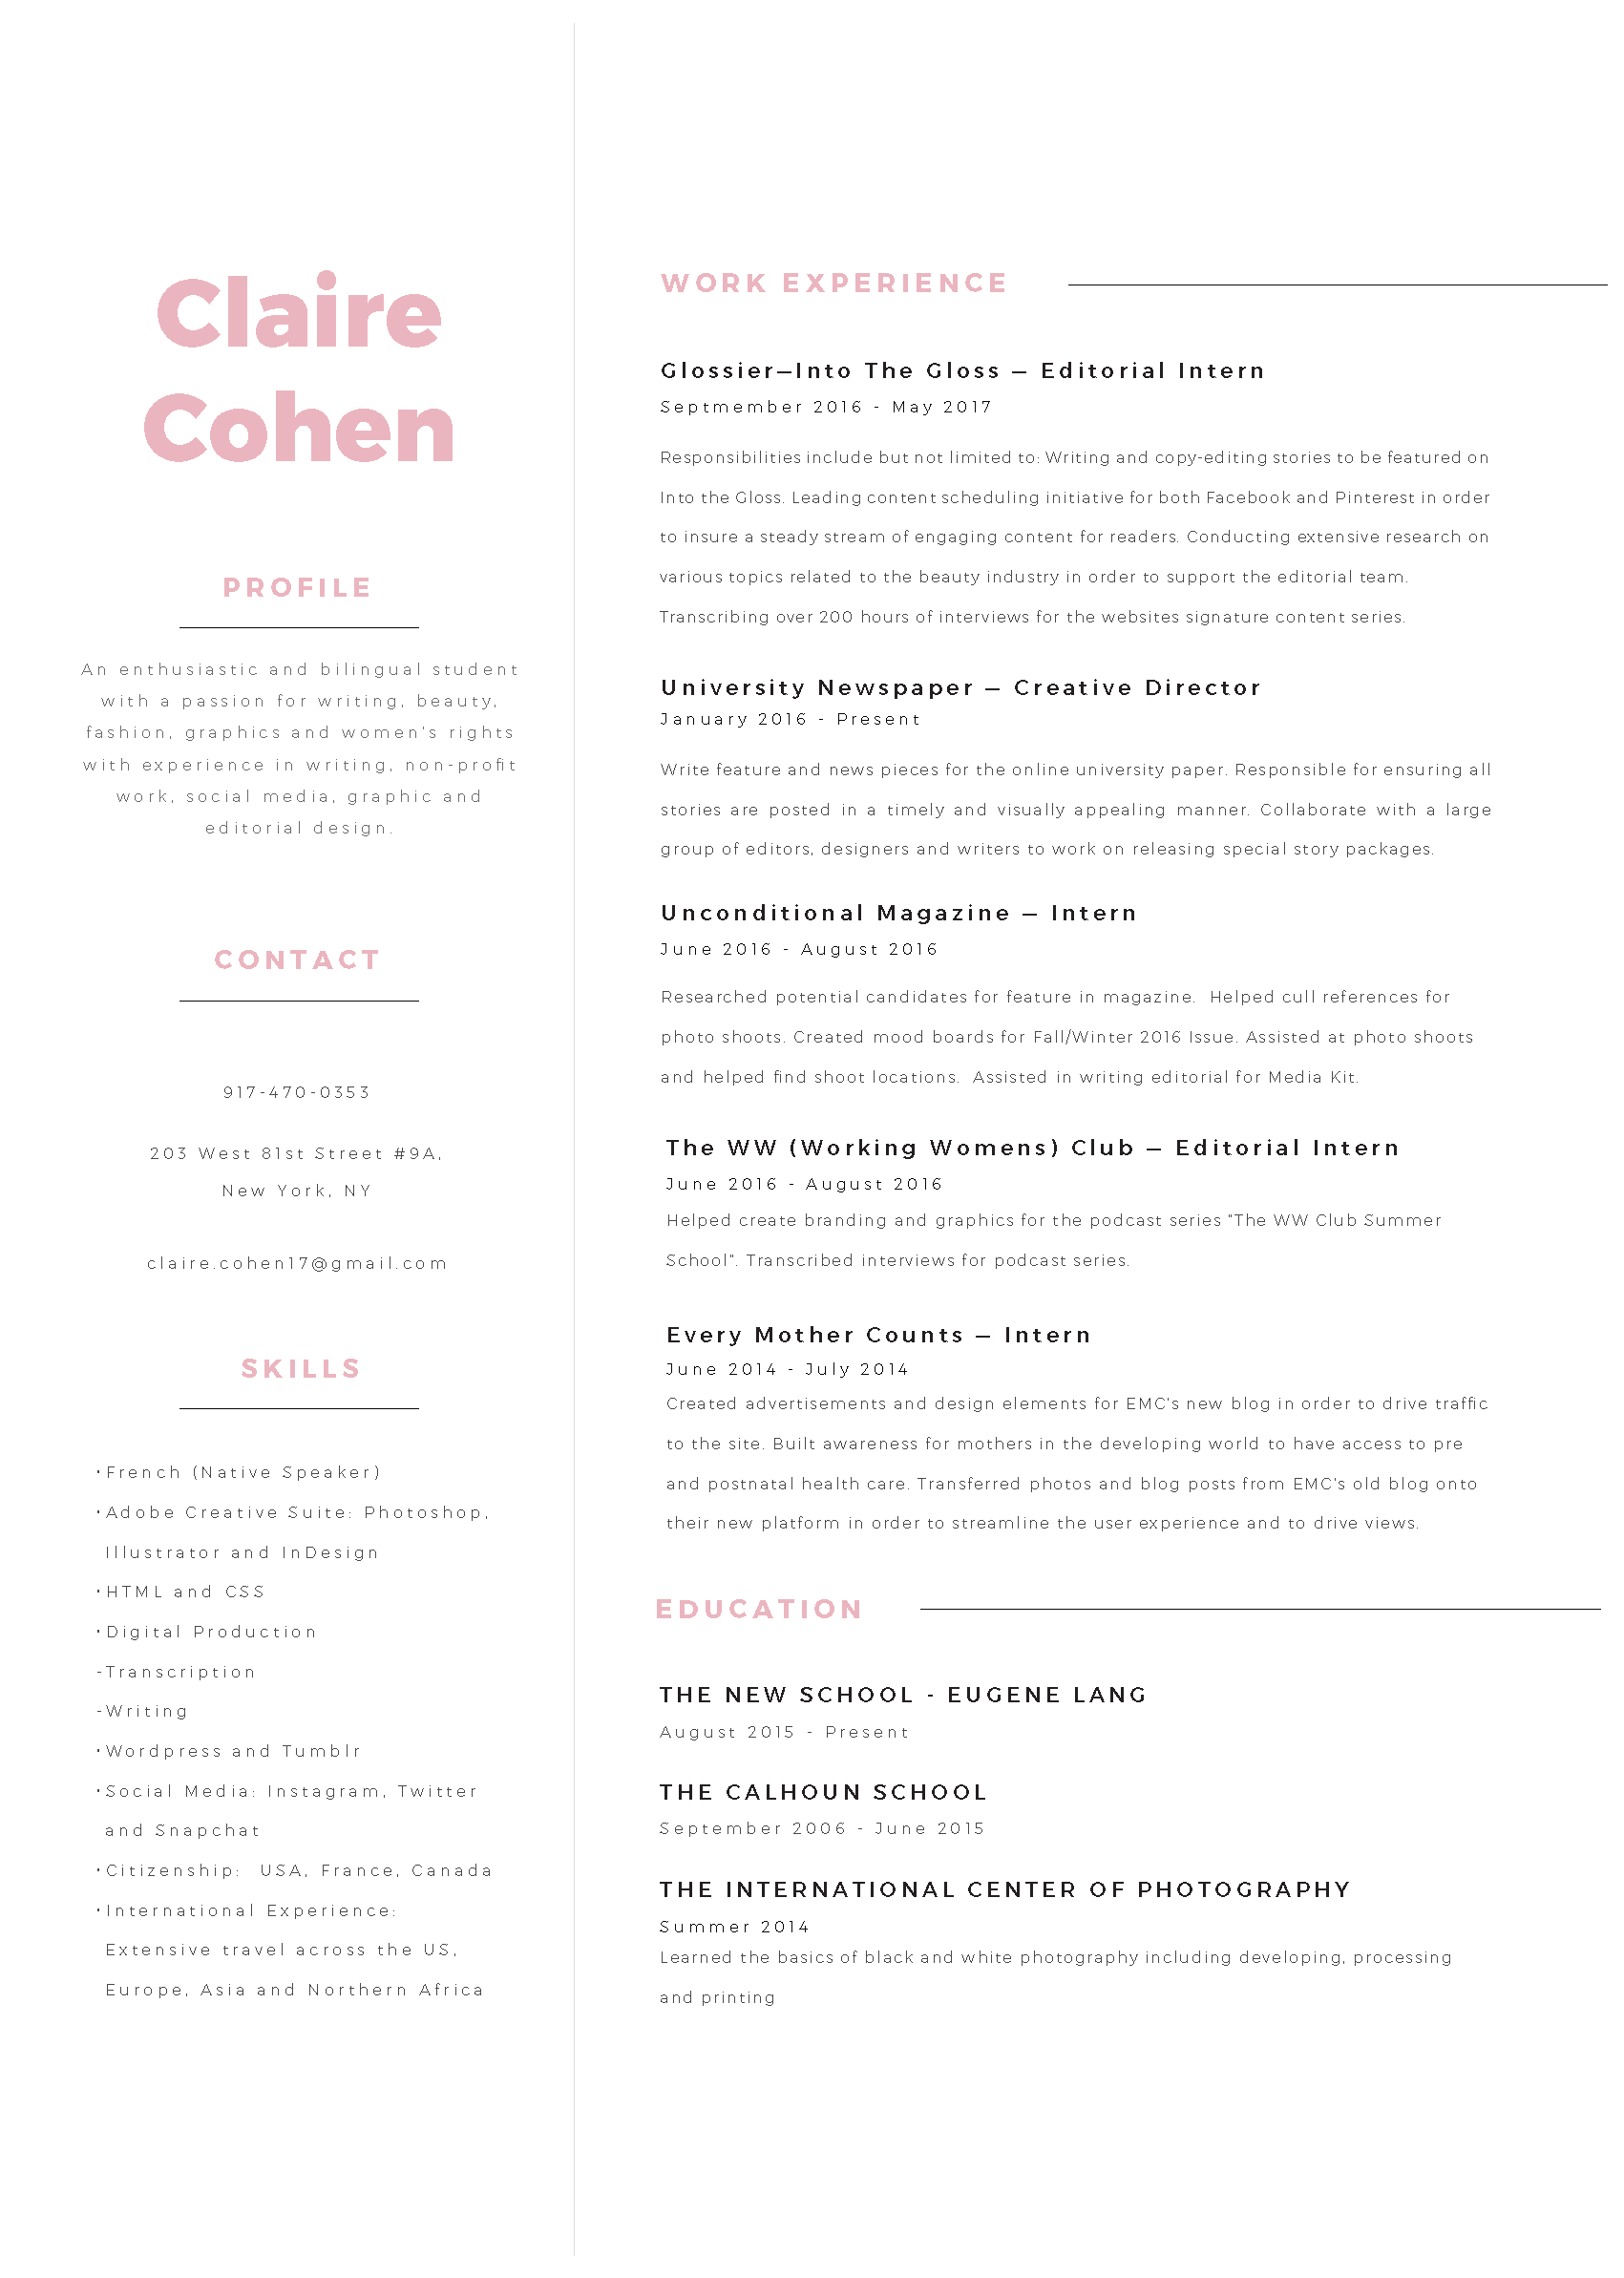 Claire
Cohen
PROFILE
An enthusiastic and bilingual student
with a passion for writing, beauty,
fashion, graphics and women's rights
with experience in writing, non-profit
work, social media, graphic and
editorial design.
CONTACT
917-470-0353
203 West 81st Street #9A,
New York, NY
claire.cohen17@gmail.com
SKILLS
•French (Native Speaker)
•Adobe Creative Suite: Photoshop,
Illustrator and InDesign
•HTML and CSS
•Digital Production
-Transcription
-Writing
•Wordpress and Tumblr
•Social Media: Instagram, Twitter
and Snapchat
•Citizenship:  USA, France, Canada
•International Experience:
Extensive travel across the US,
Europe, Asia and Northern Africa
WORK EXPERIENCE
Glossier—Into The Gloss — Editorial Intern
Septmember 2016 - May 2017
Responsibilities include but not limited to: Writing and copy-editing stories to be featured on
Into the Gloss. Leading content scheduling initiative for both Facebook and Pinterest in order
to insure a steady stream of engaging content for readers. Conducting extensive research on
various topics related to the beauty industry in order to support the editorial team.
Transcribing over 200 hours of interviews for the websites signature content series.
University Newspaper — Creative Director
January 2016 - Present
Write feature and news pieces for the online university paper. Responsible for ensuring all
stories are posted in a timely and visually appealing manner. Collaborate with a large
group of editors, designers and writers to work on releasing special story packages.
Unconditional Magazine — Intern
June 2016 - August 2016
Researched potential candidates for feature in magazine.  Helped cull references for
photo shoots. Created mood boards for Fall/Winter 2016 Issue. Assisted at photo shoots
and helped find shoot locations.  Assisted in writing editorial for Media Kit.
The WW (Working Womens) Club — Editorial Intern
June 2016 - August 2016
Helped create branding and graphics for the podcast series "The WW Club Summer
School". Transcribed interviews for podcast series.
Every Mother Counts — Intern
June 2014 - July 2014
Created advertisements and design elements for EMC's new blog in order to drive traffic
to the site. Built awareness for mothers in the developing world to have access to pre
and postnatal health care. Transferred photos and blog posts from EMC's old blog onto
their new platform in order to streamline the user experience and to drive views.
EDUCATION
THE NEW SCHOOL - EUGENE LANG
August 2015 - Present
THE CALHOUN SCHOOL
September 2006 - June 2015
THE INTERNATIONAL CENTER OF PHOTOGRAPHY
Summer 2014
Learned the basics of black and white photography including developing, processing
and printing